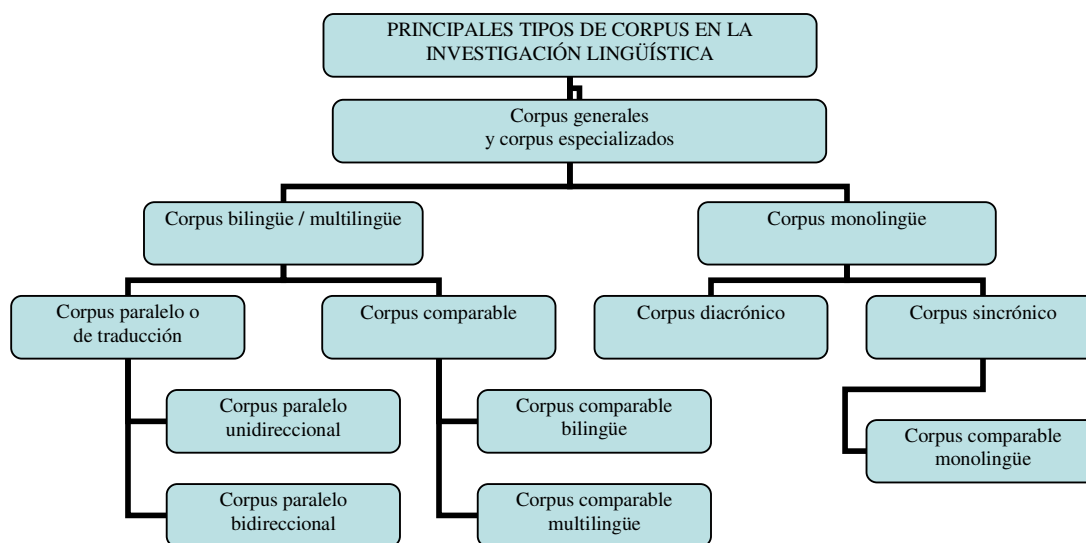 PRINCIPALES TIPOS DE CORPUS EN LA
INVESTIGACIÓN LINGÜÍSTICA
Corpus generales
y corpus especializados
Corpus bilingüe / multilingüe
Corpus monolingüe
Corpus paralelo o
de traducción
Corpus comparable
Corpus diacrónico
Corpus sincrónico
Corpus paralelo
unidireccional
Corpus comparable
bilingüe
Corpus comparable
monolingüe
Corpus paralelo
bidireccional
Corpus comparable
multilingüe